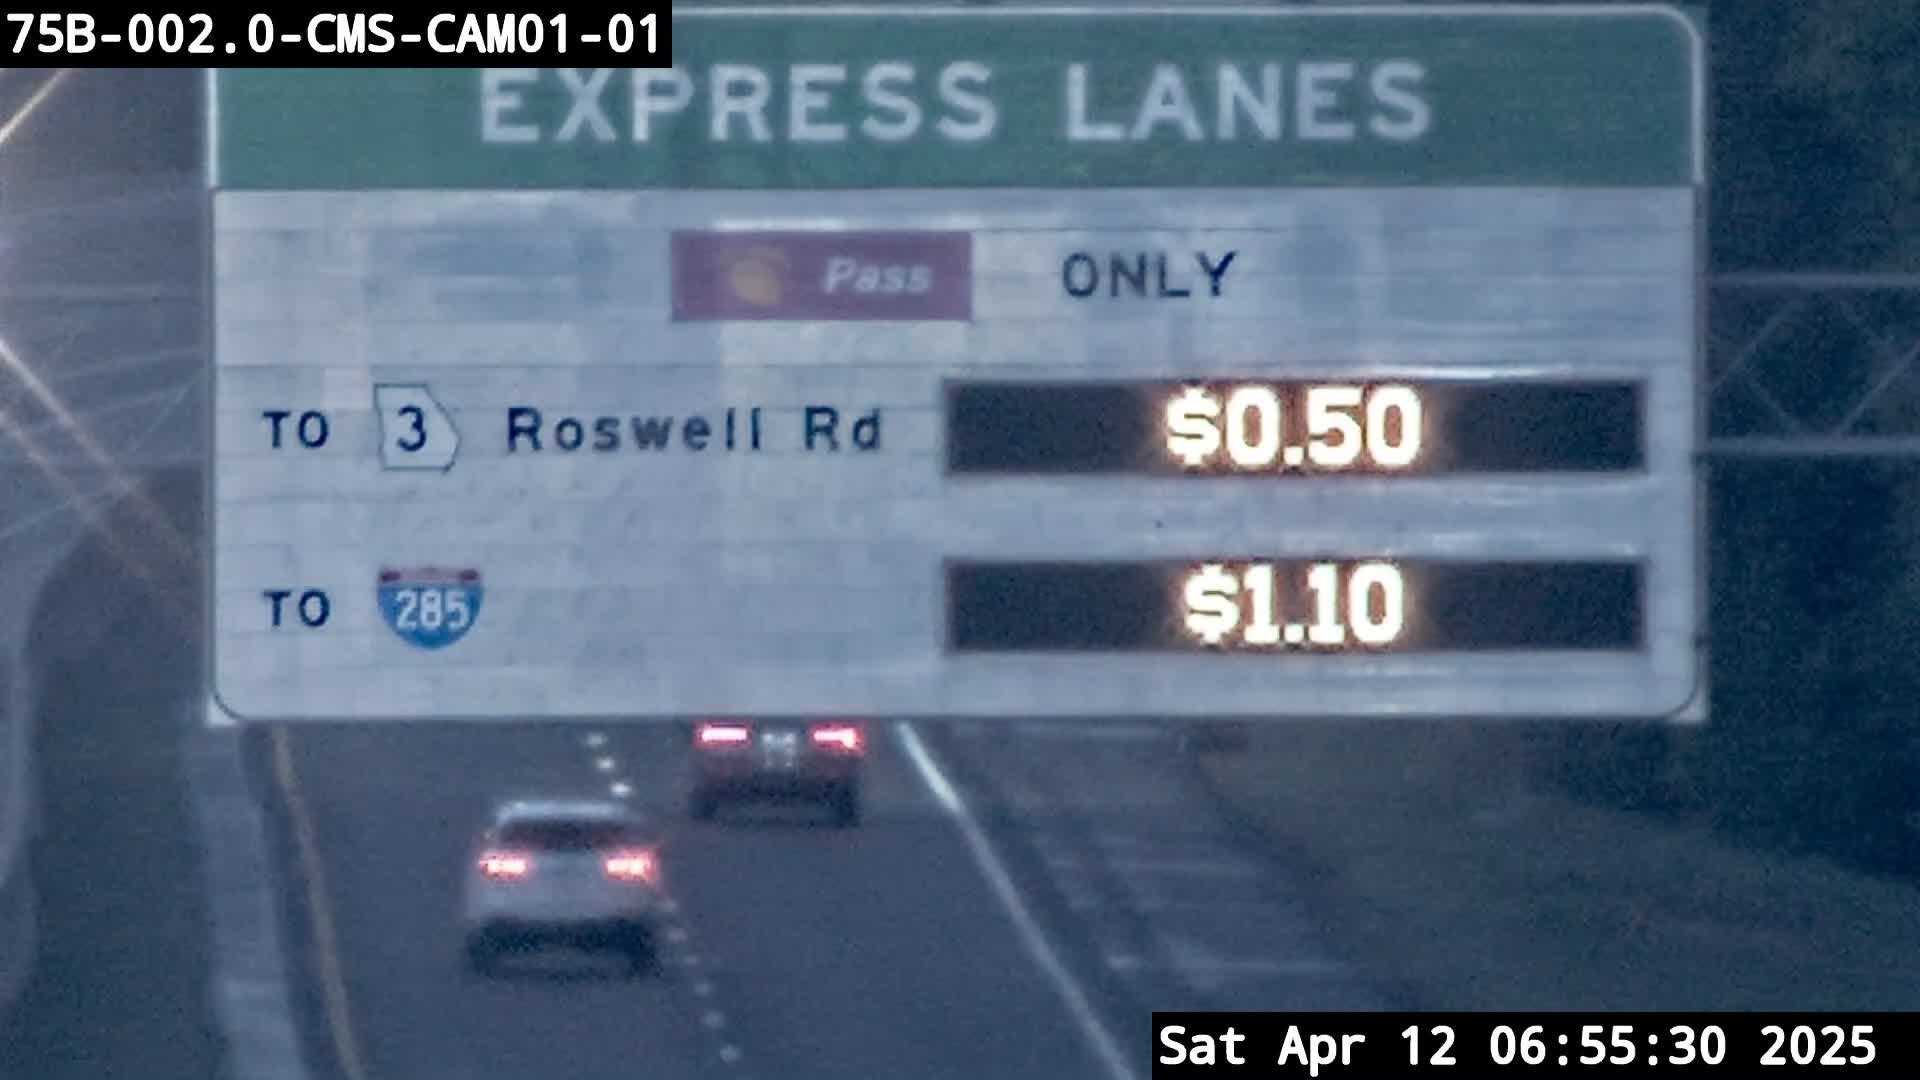 75B-002.0-CMS-CAM01-01
EXPRESS LANES
Pass ONLY
TO 3 Roswell Rd $0.50
TO 285 $1.10
Sat Apr 12 06:55:30 2025